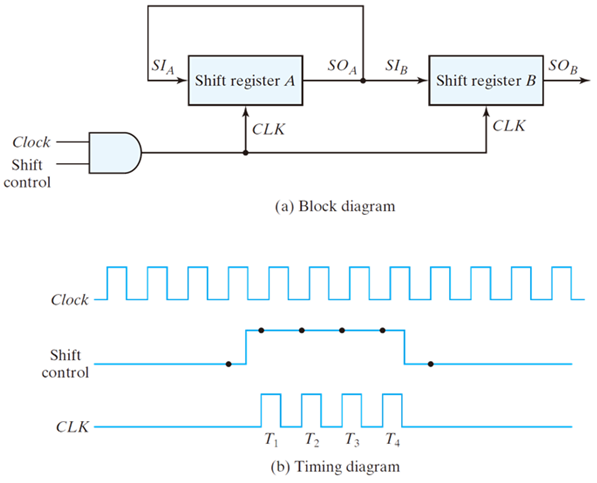 SI_A Shift register A SO_A SI_B Shift register B SO_B
CLK CLK
Clock
Shift
control
(a) Block diagram
Clock
Shift
control
CLK
T_1 T_2 T_3 T_4
(b) Timing diagram